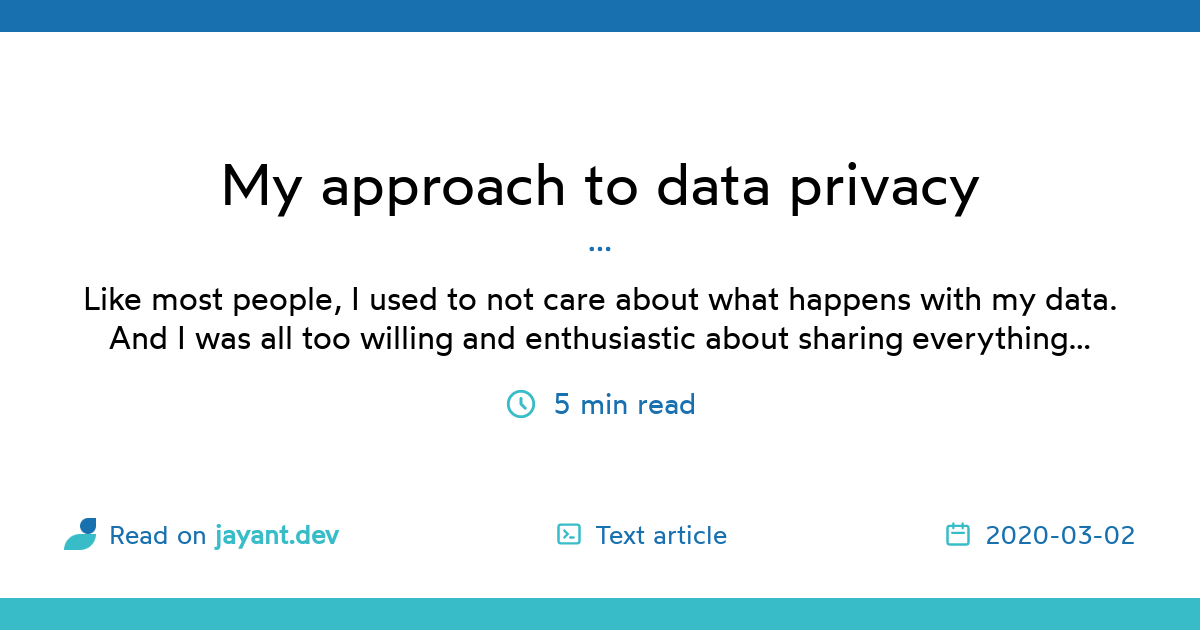 My approach to data privacy
...
Like most people, I used to not care about what happens with my data.
And I was all too willing and enthusiastic about sharing everything...
5 min read
Read on jayant.dev
Text article
2020-03-02